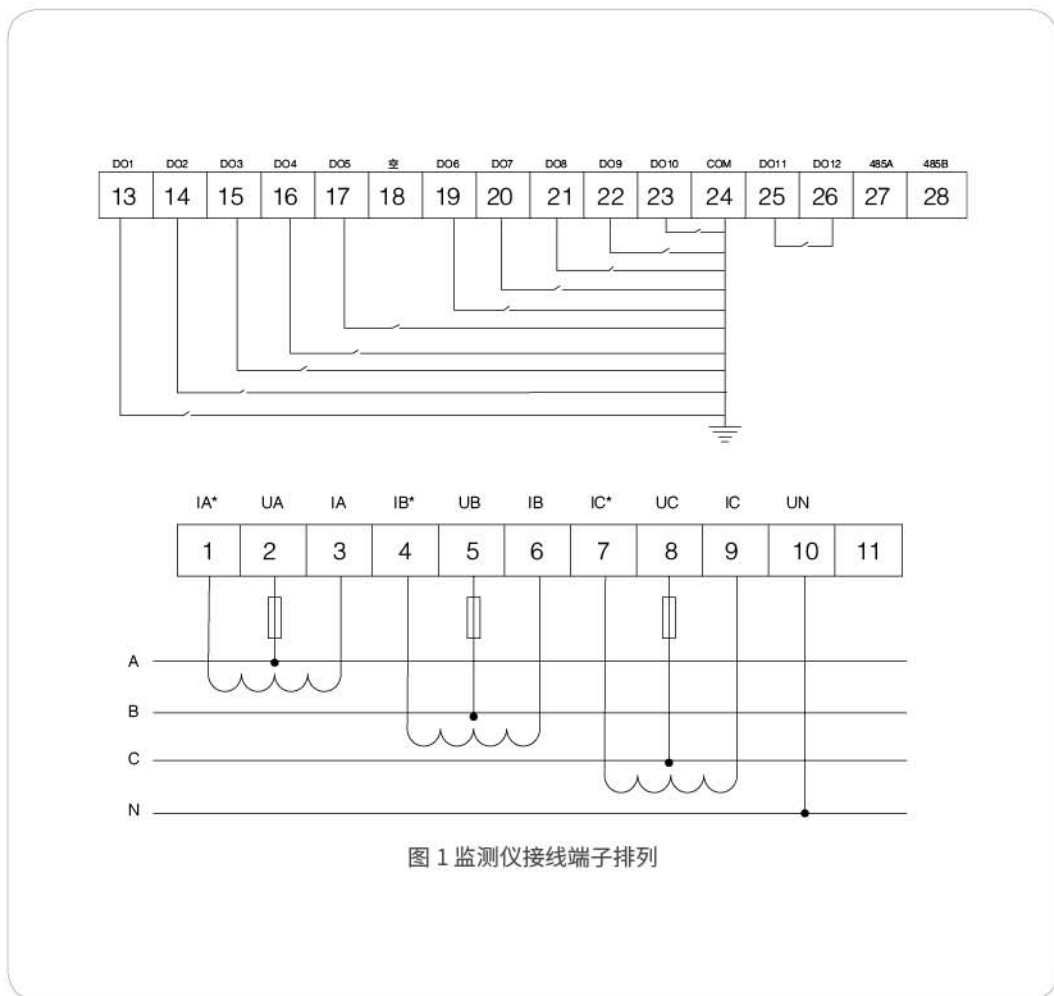 DO1 DO2 DO3 DO4 DO5 空 DO6 DO7 DO8 DO9 DO10 COM DO11 DO12 485A 485B
13 14 15 16 17 18 19 20 21 22 23 24 25 26 27 28
IA* UA IA IB* UB IB IC* UC IC UN
1 2 3 4 5 6 7 8 9 10 11
A
B
C
N
图 1 监测仪接线端子排列